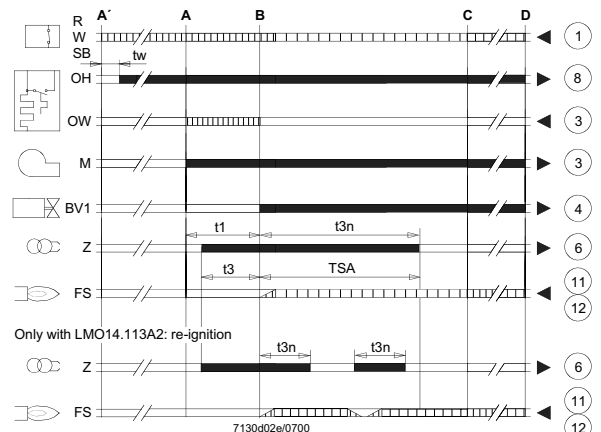 A´ A B C D
R
W 1
SB tw
OH 8
OW 3
M 3
BV1 4
t1 t3n
Z 6
t3 TSA
FS 11
12
Only with LMO14.113A2: re-ignition
t3n t3n
Z 6
11
FS 12
7130d02e/0700